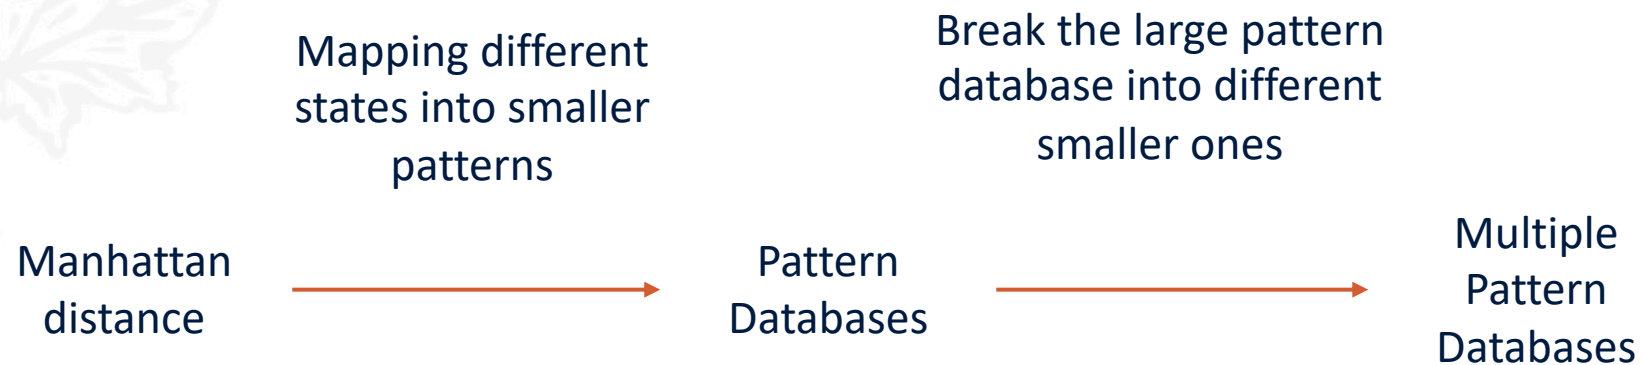 Mapping different
states into smaller
patterns
Break the large pattern
database into different
smaller ones
Manhattan
distance
Pattern
Databases
Multiple
Pattern
Databases